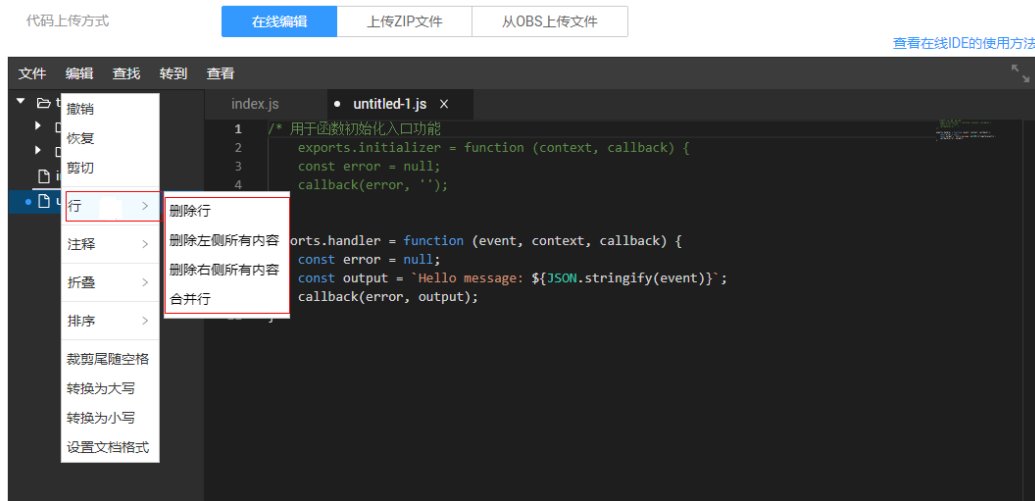 代码上传方式 在线编辑 上传ZIP文件 从OBS上传文件
查看在线IDE的使用方法
文件 编辑 查找 转到 查看
index.js untitled-1.js X
撤销
恢复
剪切
行 >
注释 >
折叠 >
排序 >
裁剪尾随空格
转换为大写
转换为小写
设置文档格式
删除行
删除左侧所有内容
删除右侧所有内容
合并行
1 /* 用于函数初始化入口功能
2 exports.initializer = function (context, callback) {
3 const error = null;
4 callback(error, '');
orts.handler = function (event, context, callback) {
const error = null;
const output = `Hello message: ${JSON.stringify(event)}`;
callback(error, output);